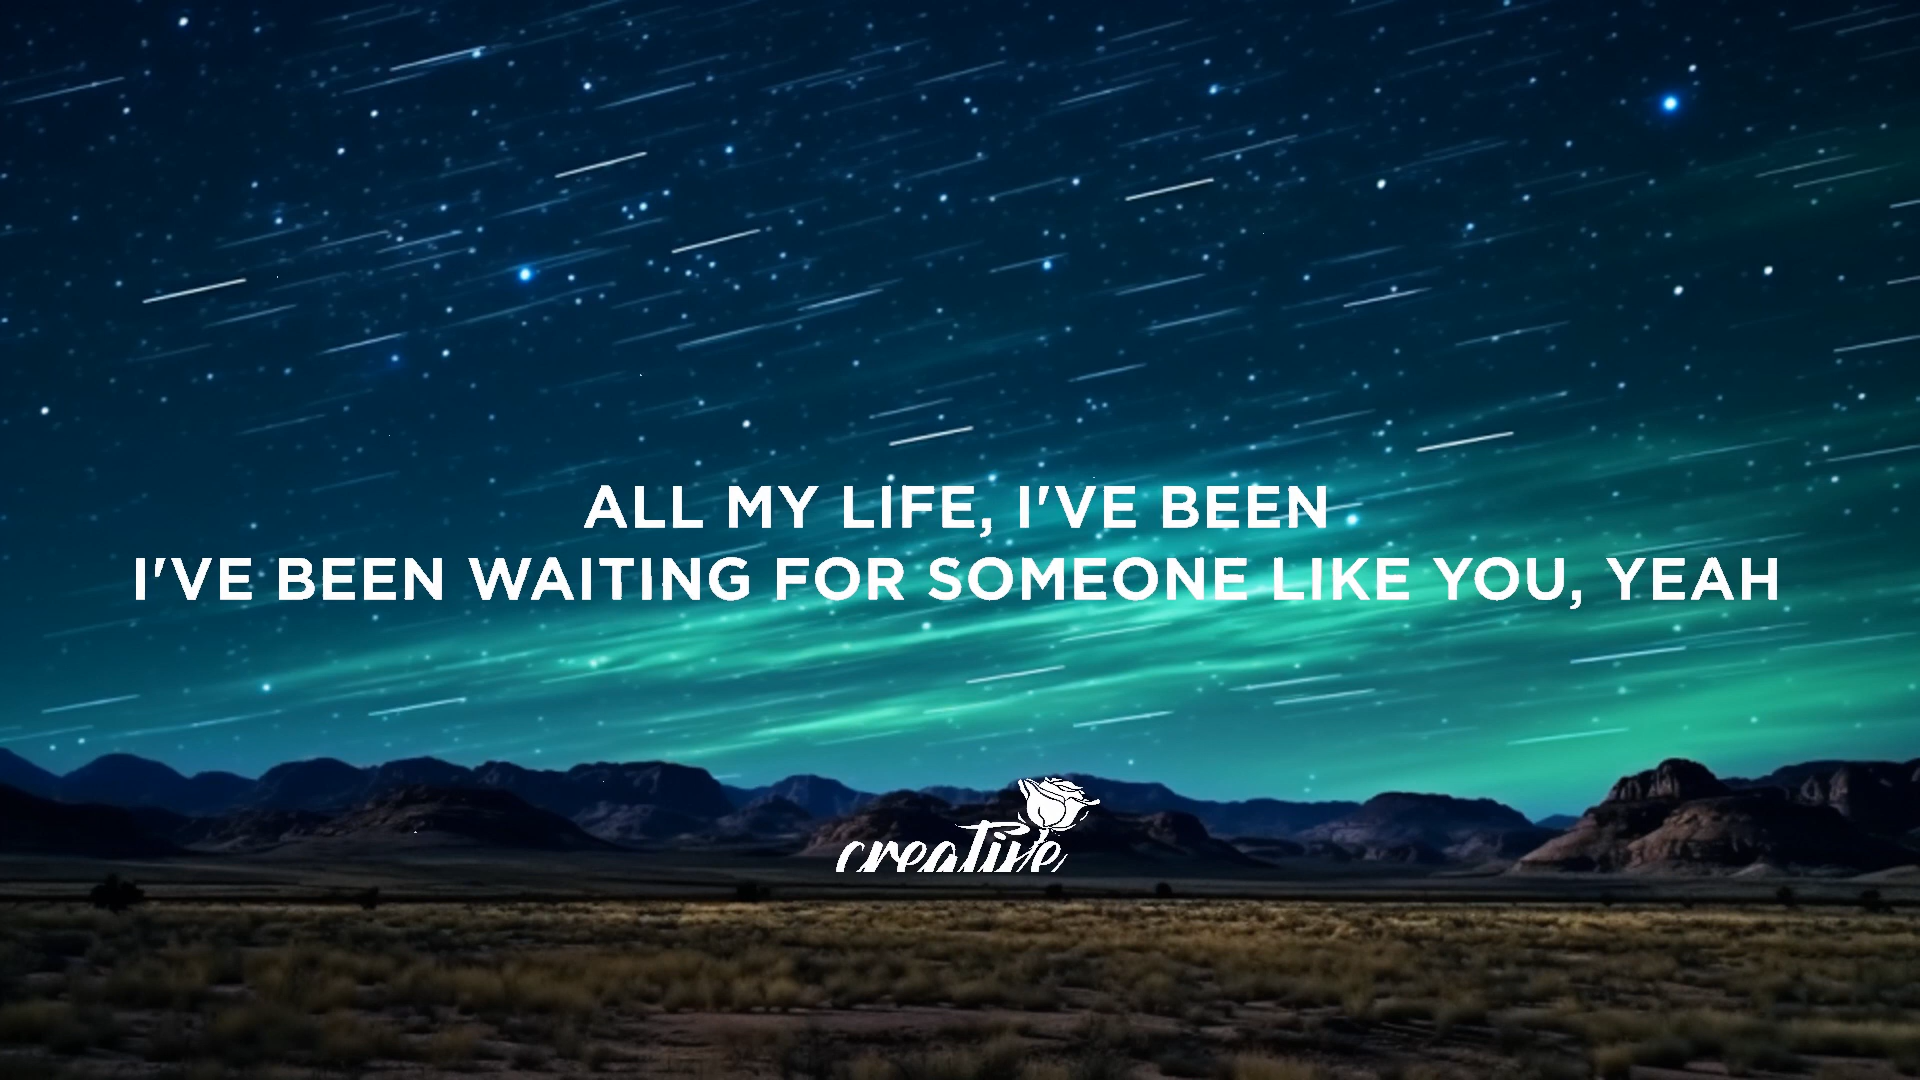 ALL MY LIFE, I'VE BEEN
I'VE BEEN WAITING FOR SOMEONE LIKE YOU, YEAH
creative